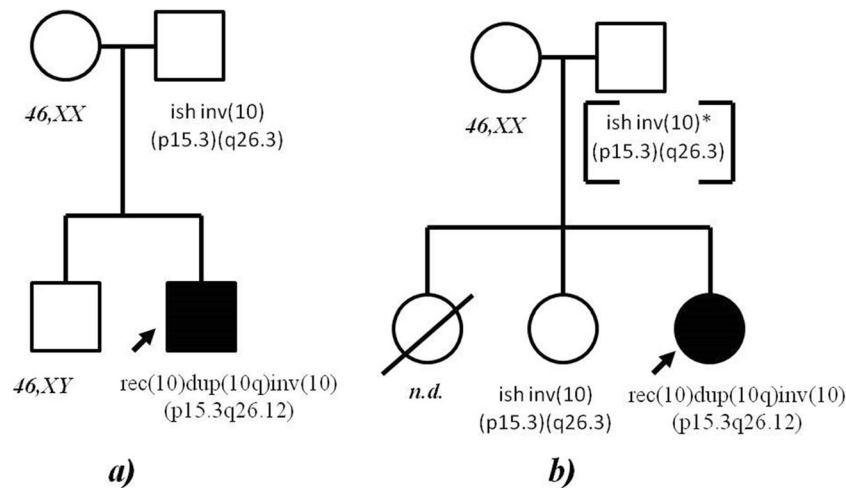 46,XX
ish inv(10)
(p15.3)(q26.3)
46,XY
rec(10)dup(10q)inv(10)
(p15.3q26.12)
a)
46,XX
ish inv(10)*
(p15.3)(q26.3)
n.d.
ish inv(10)
(p15.3)(q26.3)
rec(10)dup(10q)inv(10)
(p15.3q26.12)
b)